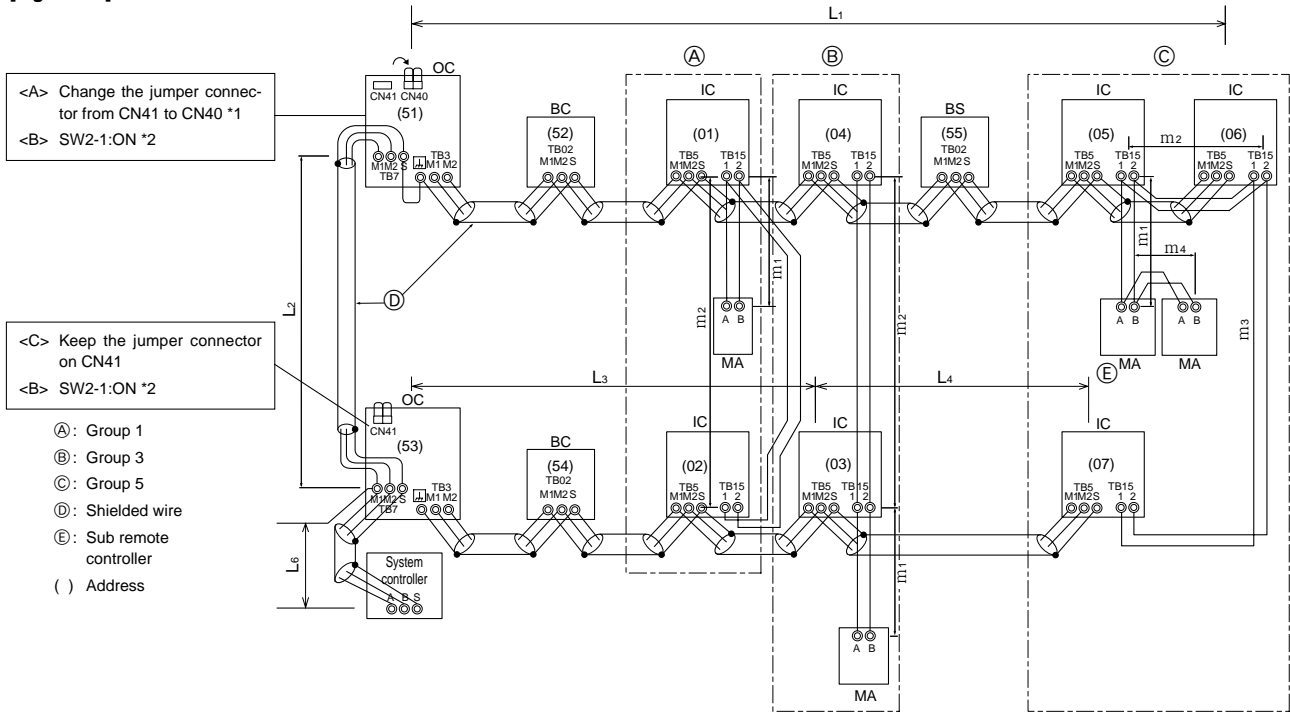 L1
Ⓐ
Ⓑ
Ⓒ
<A> Change the jumper connec-
tor from CN41 to CN40 *1
<B> SW2-1:ON *2
OC
CN41 CN40
(51)
TB3
M1M2 S
M1 M2
TB7
BC
(52)
TB02
M1M2S
IC
(01)
TB5
M1M2S
TB15
1 2
IC
(04)
TB5
M1M2S
TB15
1 2
BS
(55)
TB02
M1M2S
IC
(05)
TB5
M1M2S
TB15
1 2
m2
IC
(06)
TB5
M1M2S
TB15
1 2
L2
Ⓓ
m2
m1
m2
m1
m4
m3
A B
MA
A B
MA
A B
MA
Ⓔ
<C> Keep the jumper connector
on CN41
<B> SW2-1:ON *2
L3
L4
OC
CN41
(53)
TB3
M1M2 S
M1 M2
TB7
BC
(54)
TB02
M1M2S
IC
(02)
TB5
M1M2S
TB15
1 2
IC
(03)
TB5
M1M2S
TB15
1 2
IC
(07)
TB5
M1M2S
TB15
1 2
Ⓐ: Group 1
Ⓑ: Group 3
Ⓒ: Group 5
Ⓓ: Shielded wire
Ⓔ: Sub remote
controller
( ) Address
L6
System
controller
A B S
m1
A B
MA